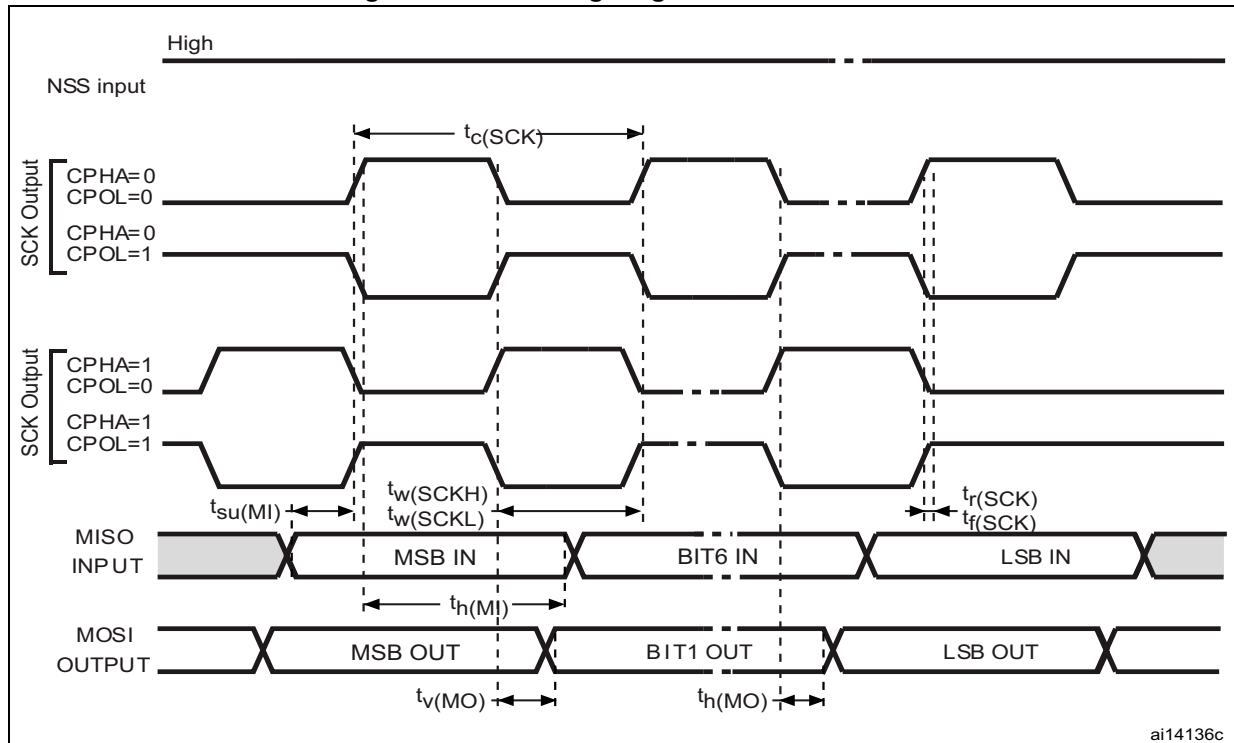 High
NSS input
tc(SCK)
SCK Output
CPHA=0
CPOL=0
CPHA=0
CPOL=1
SCK Output
CPHA=1
CPOL=0
CPHA=1
CPOL=1
tsu(MI)
tw(SCKH)
tw(SCKL)
tr(SCK)
tf(SCK)
MISO
INPUT
MSB IN
BIT6 IN
LSB IN
th(MI)
MOSI
OUTPUT
MSB OUT
BIT1 OUT
LSB OUT
tv(MO)
th(MO)
ai14136c